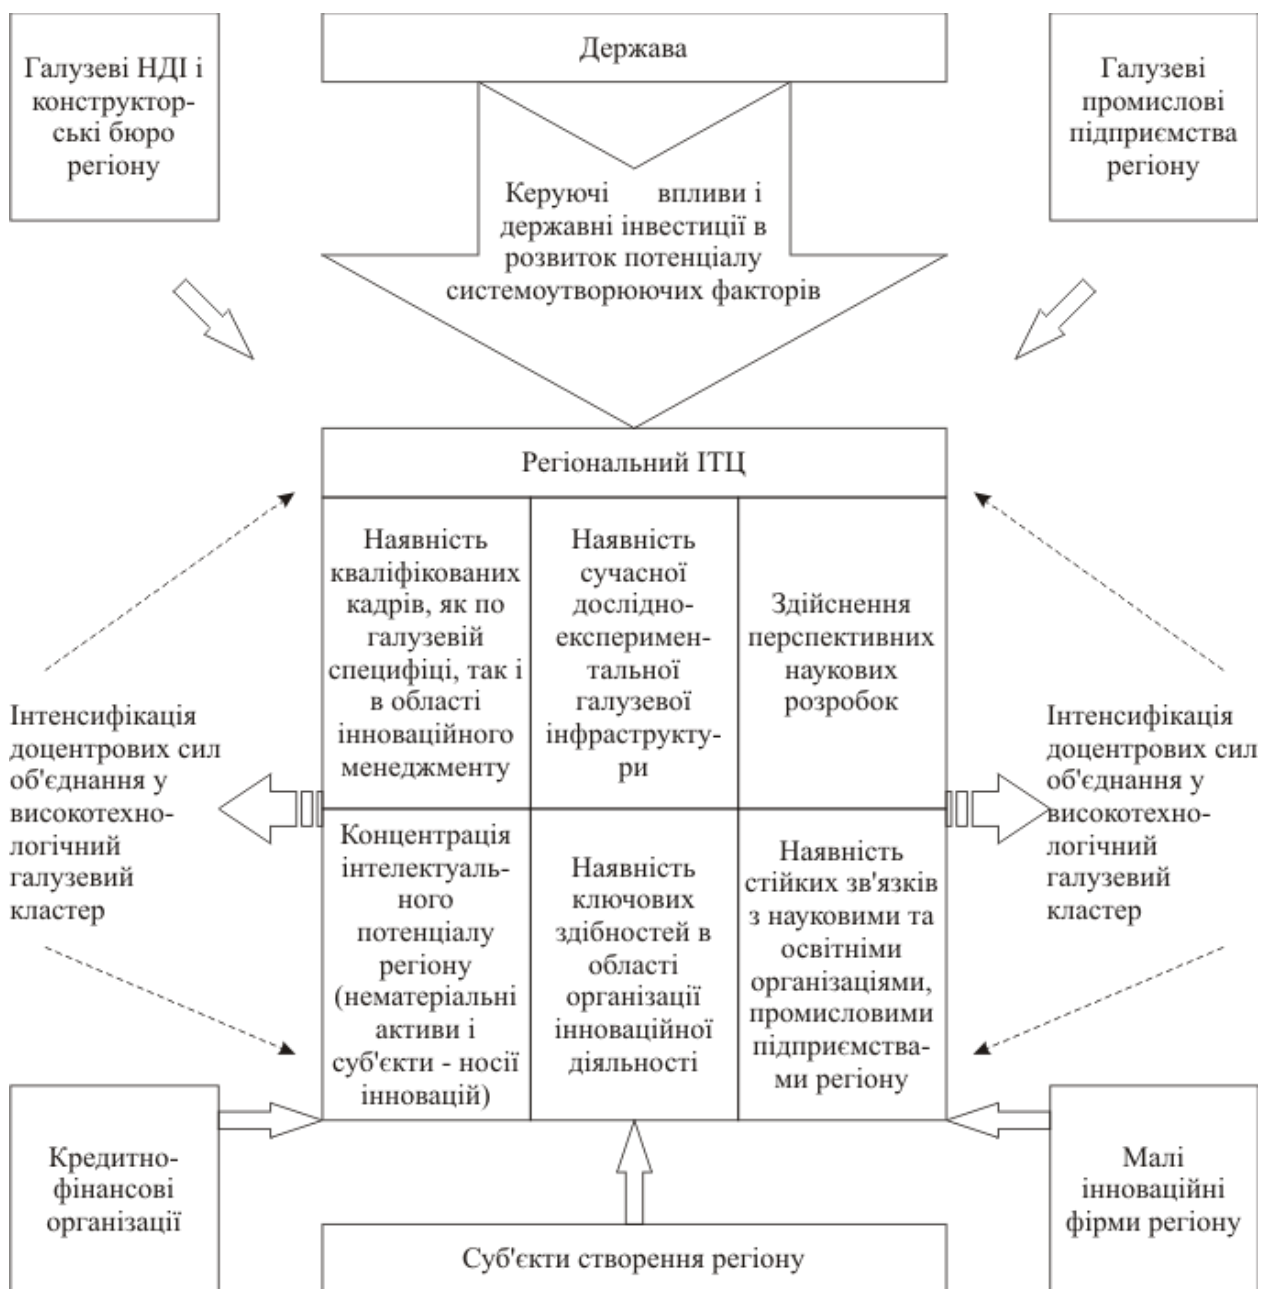 Галузеві НДІ і
конструктор-
ські бюро
регіону
Держава
Галузеві
промислові
підприємства
регіону
Керуючі впливи і
державні інвестиції в
розвиток потенціалу
системоутворюючих факторів
Регіональний ІТЦ
Наявність
кваліфікованих
кадрів, як по
галузевій
специфіці, так і
в області
інноваційного
менеджменту
Наявність
сучасної
дослідно-
експеримен-
тальної
галузевої
інфраструкту-
ри
Здійснення
перспективних
наукових
розробок
Інтенсифікація
доцентрових сил
об'єднання у
високотехно-
логічний
галузевий
кластер
Інтенсифікація
доцентрових сил
об'єднання у
високотехно-
логічний
галузевий
кластер
Концентрація
інтелектуаль-
ного
потенціалу
регіону
(нематеріальні
активи і
суб'єкти - носії
інновацій)
Наявність
ключових
здібностей в
області
організації
інноваційної
діяльності
Наявність
стійких зв'язків
з науковими та
освітніми
організаціями,
промисловими
підприємства-
ми регіону
Кредитно-
фінансові
організації
Суб'єкти створення регіону
Малі
інноваційні
фірми регіону